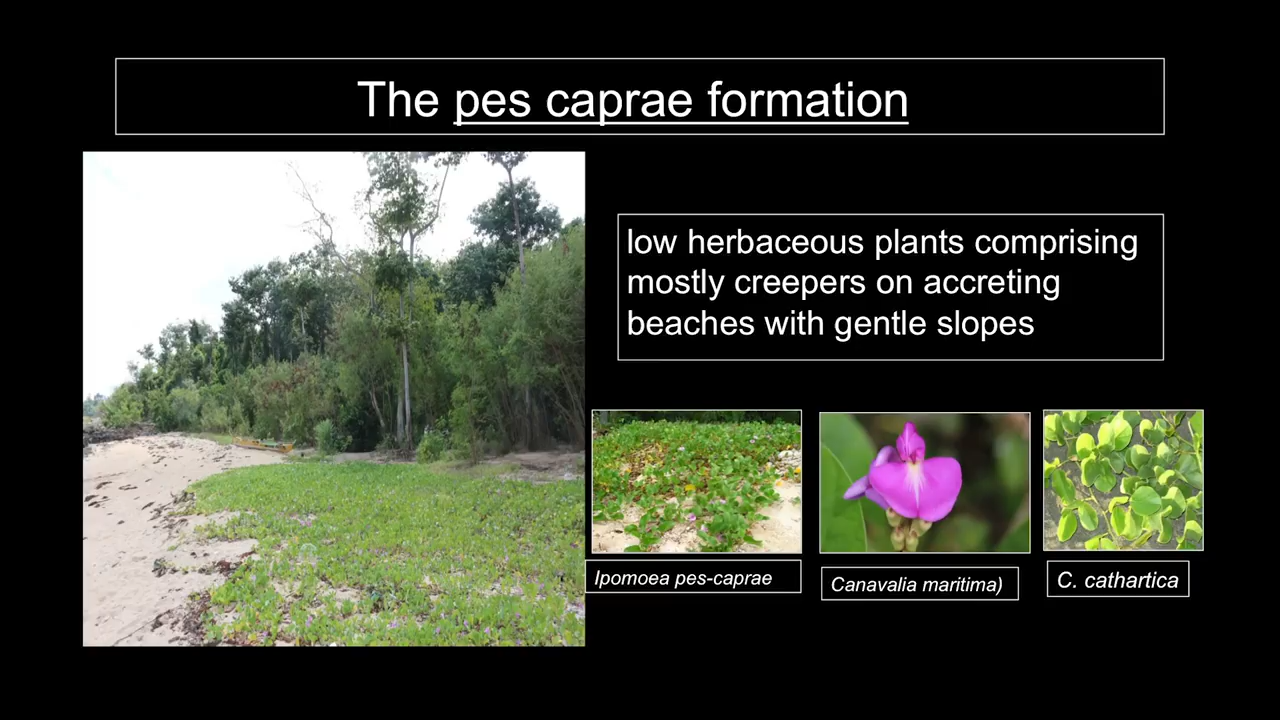 The pes caprae formation
low herbaceous plants comprising
mostly creepers on accreting
beaches with gentle slopes
Ipomoea pes-caprae
Canavalia maritima)
C. cathartica